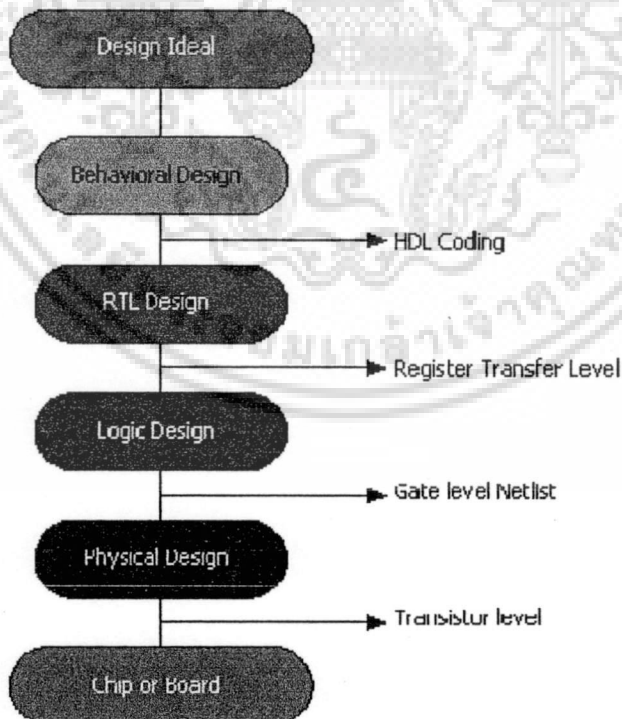 Design Ideal
Behavioral Design
HDL Coding
RTL Design
Register Transfer Level
Logic Design
Gate level Netlist
Physical Design
Transistor level
Chip or Board